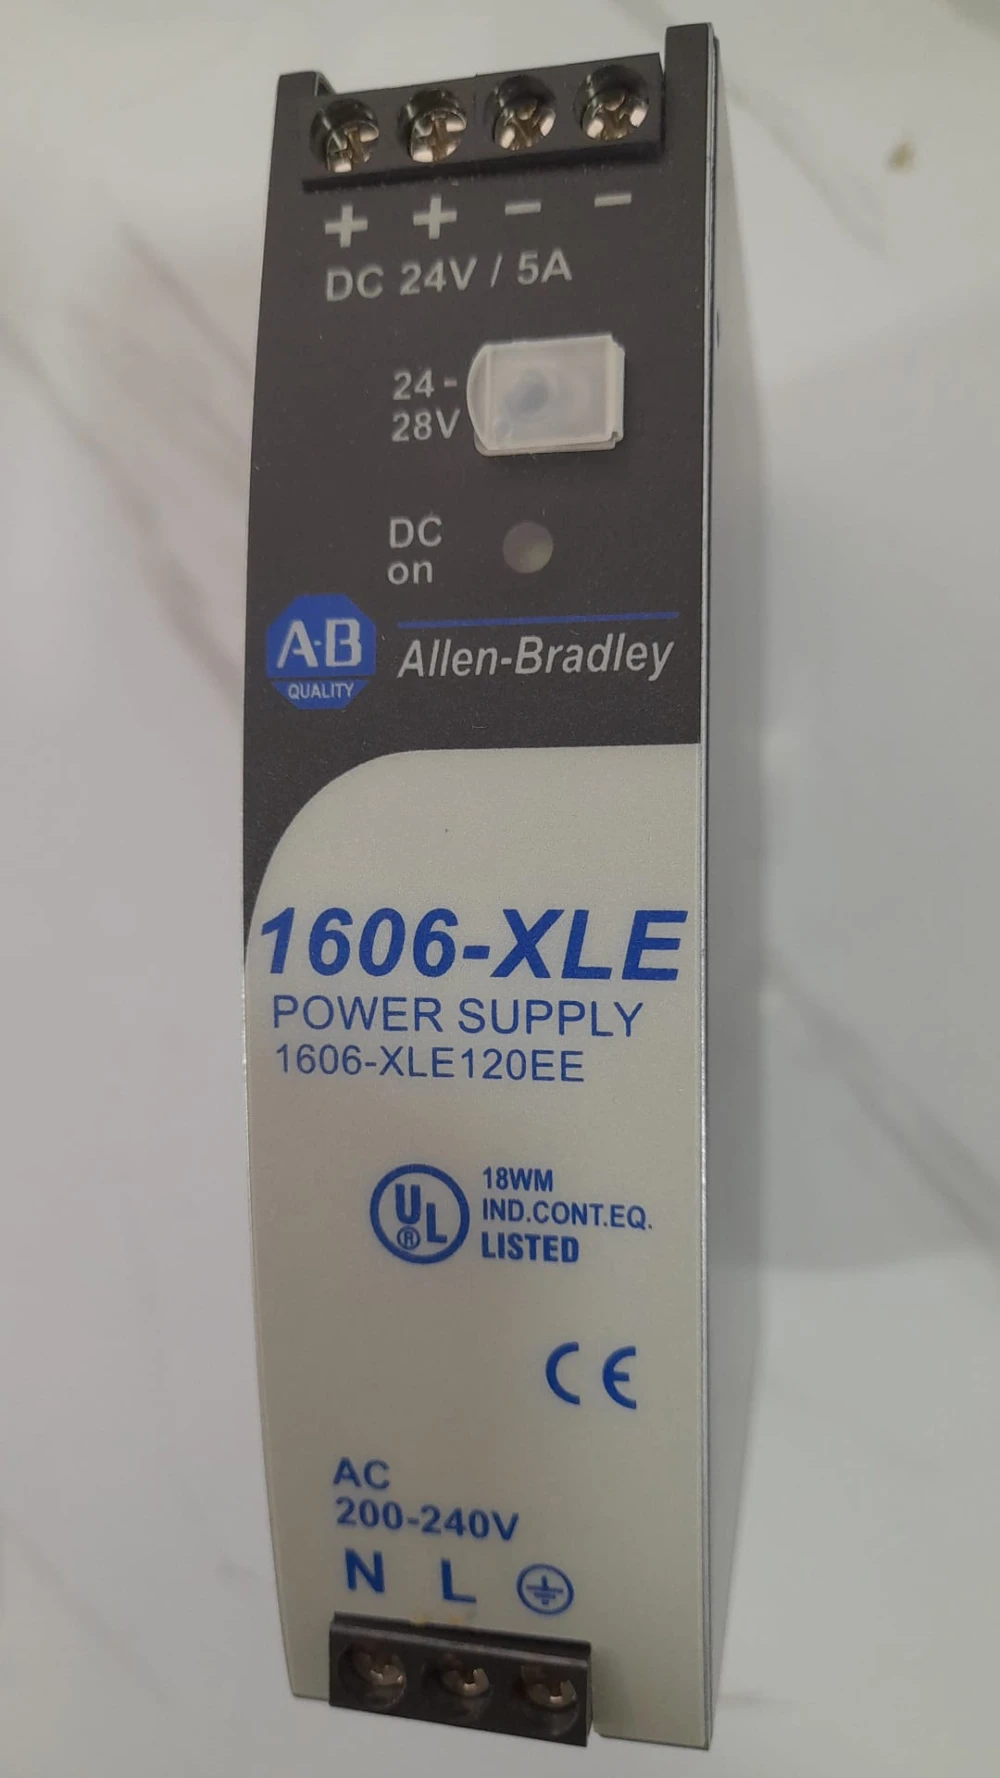 + + − −
DC 24V / 5A
24-
28V
DC
on
A-B
QUALITY
Allen-Bradley
1606-XLE
POWER SUPPLY
1606-XLE120EE
UL
®
18WM
IND.CONT.EQ.
LISTED
CE
AC
200-240V
N L